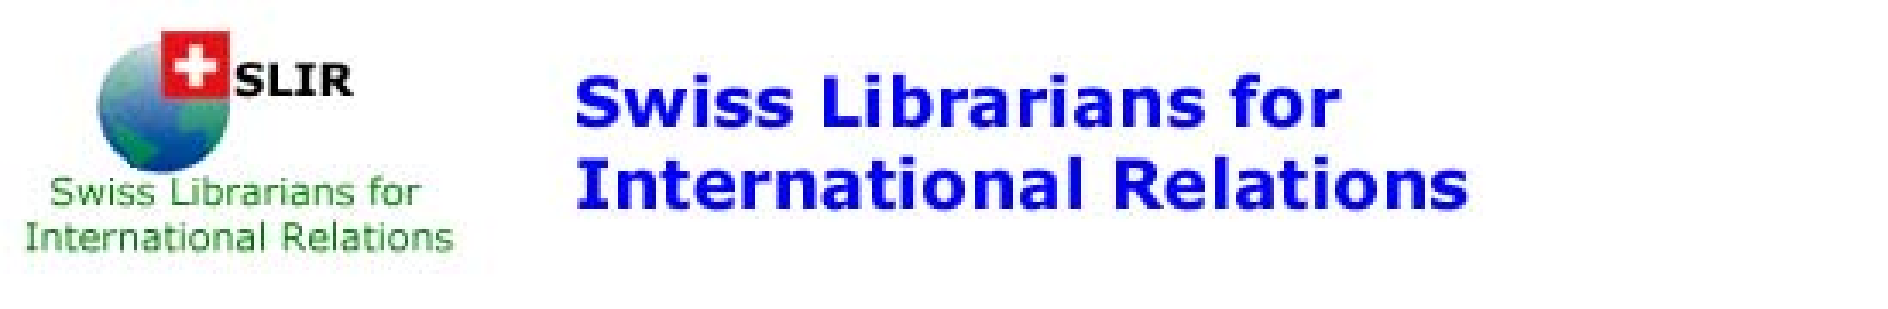 SLIR
Swiss Librarians for
International Relations
Swiss Librarians for
International Relations